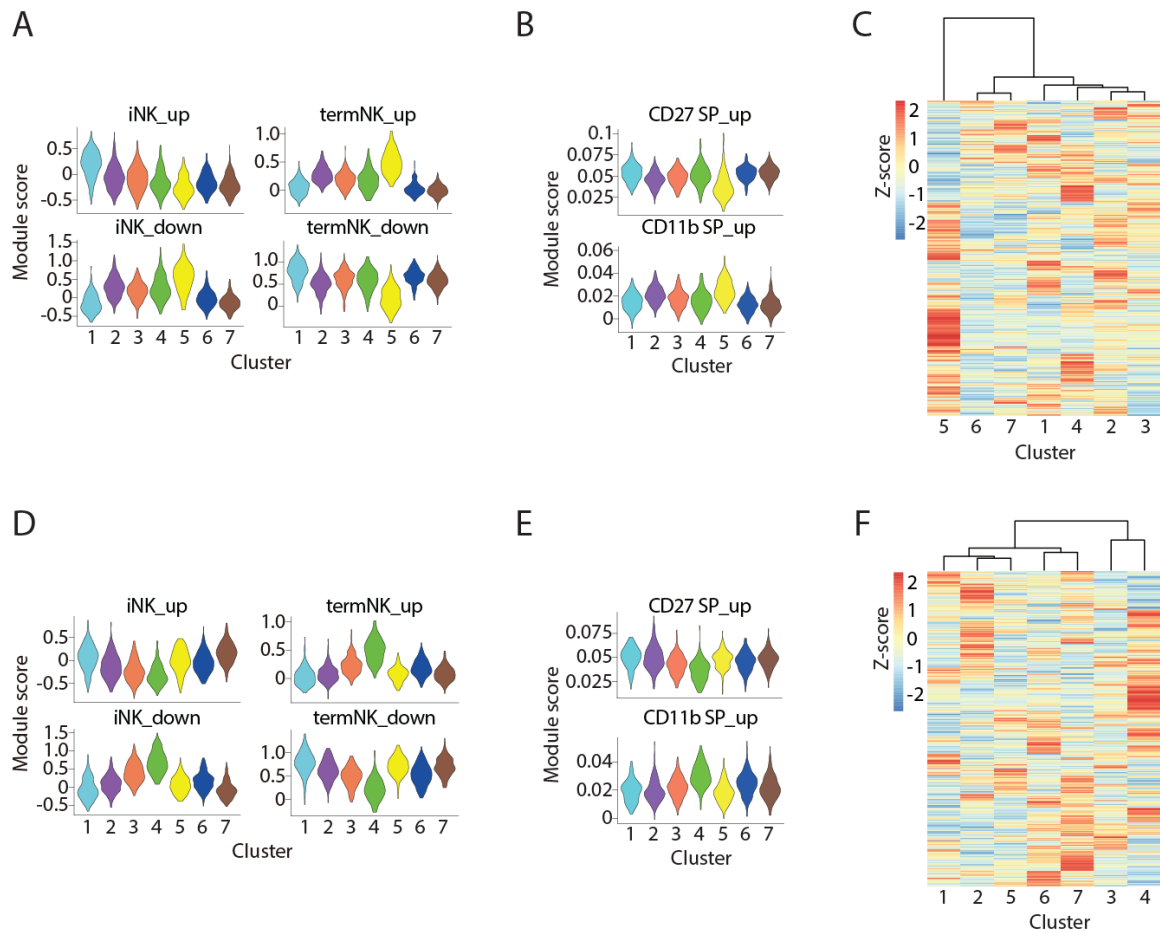 A
B
C
iNK_up
termNK_up
0.5
0
-0.5
1.0
0.5
0
iNK_down
termNK_down
1.5
1.0
0.5
0
-0.5
1.0
0.5
0
Module score
1 2 3 4 5 6 7
1 2 3 4 5 6 7
Cluster
CD27 SP_up
0.1
0.075
0.05
0.025
CD11b SP_up
0.06
0.04
0.02
0
Module score
1 2 3 4 5 6 7
Cluster
2
1
0
-1
-2
Z-score
5 6 7 1 4 2 3
Cluster
D
E
F
iNK_up
termNK_up
0.5
0
-0.5
1.0
0.5
0
iNK_down
termNK_down
1.5
1.0
0.5
0
-0.5
1.0
0.5
0
Module score
1 2 3 4 5 6 7
1 2 3 4 5 6 7
Cluster
CD27 SP_up
0.075
0.05
0.025
CD11b SP_up
0.04
0.02
0
Module score
1 2 3 4 5 6 7
Cluster
2
1
0
-1
-2
Z-score
1 2 5 6 7 3 4
Cluster